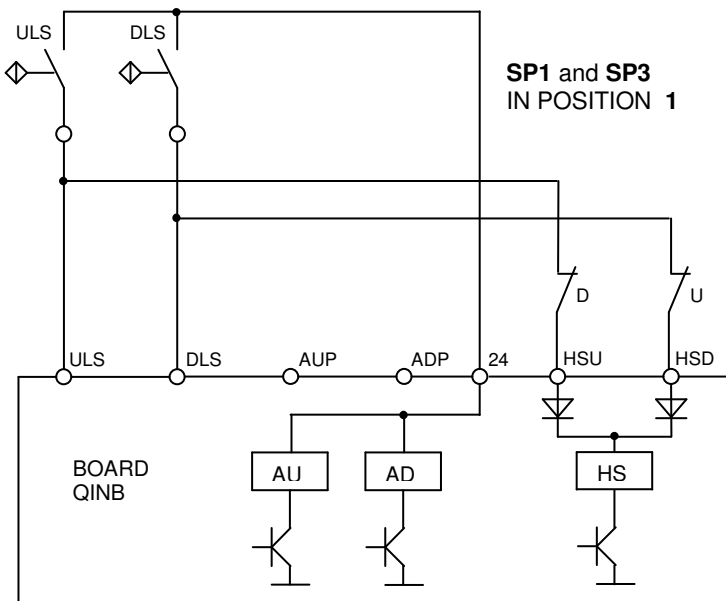 ULS
DLS
SP1 and SP3
IN POSITION 1
D
U
ULS
DLS
AUP
ADP
24
HSU
HSD
BOARD
QINB
AU
AD
HS